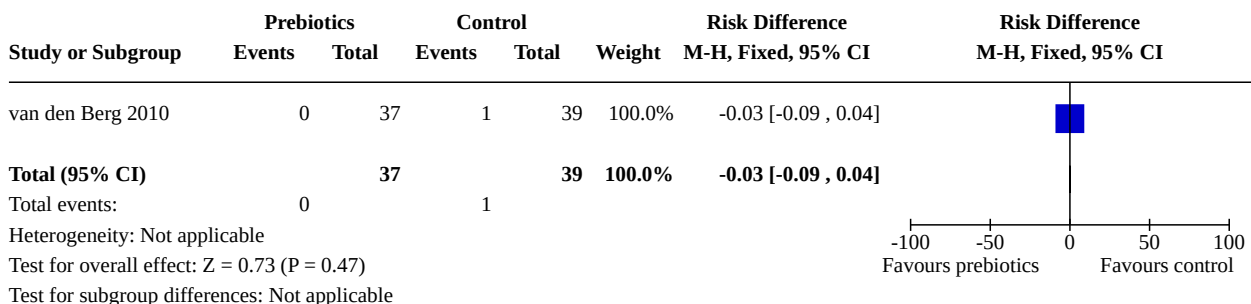 Prebiotics Control Risk Difference Risk Difference
Study or Subgroup Events Total Events Total Weight M-H, Fixed, 95% CI M-H, Fixed, 95% CI
van den Berg 2010 0 37 1 39 100.0% -0.03 [-0.09 , 0.04]
Total (95% CI) 37 39 100.0% -0.03 [-0.09 , 0.04]
Total events: 0 1
Heterogeneity: Not applicable
Test for overall effect: Z = 0.73 (P = 0.47)
Test for subgroup differences: Not applicable
-100 -50 0 50 100
Favours prebiotics Favours control